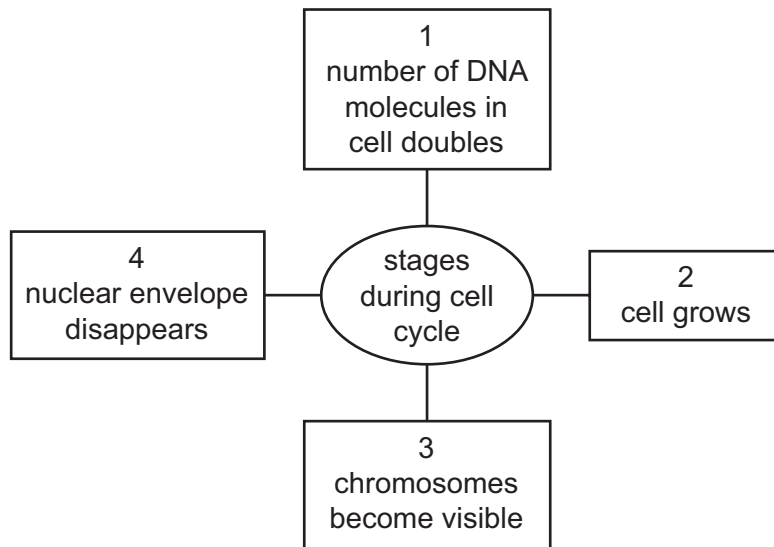 1
number of DNA
molecules in
cell doubles
4
nuclear envelope
disappears
stages
during cell
cycle
2
cell grows
3
chromosomes
become visible